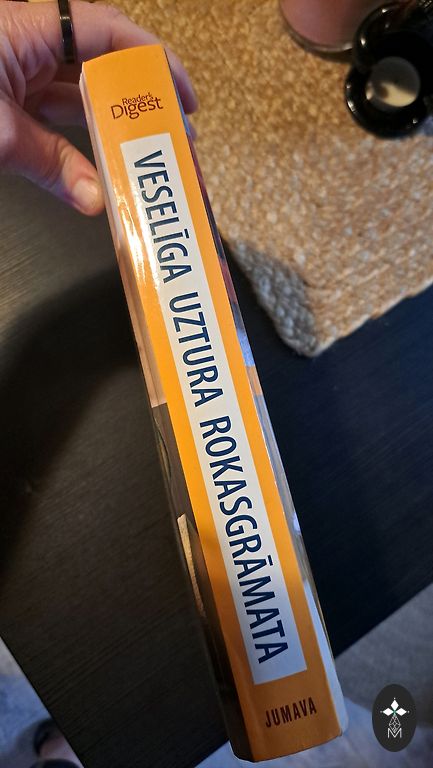 Reader's
Digest
VESELĪGA UZTURA ROKASGRĀMATA
JUMAVA